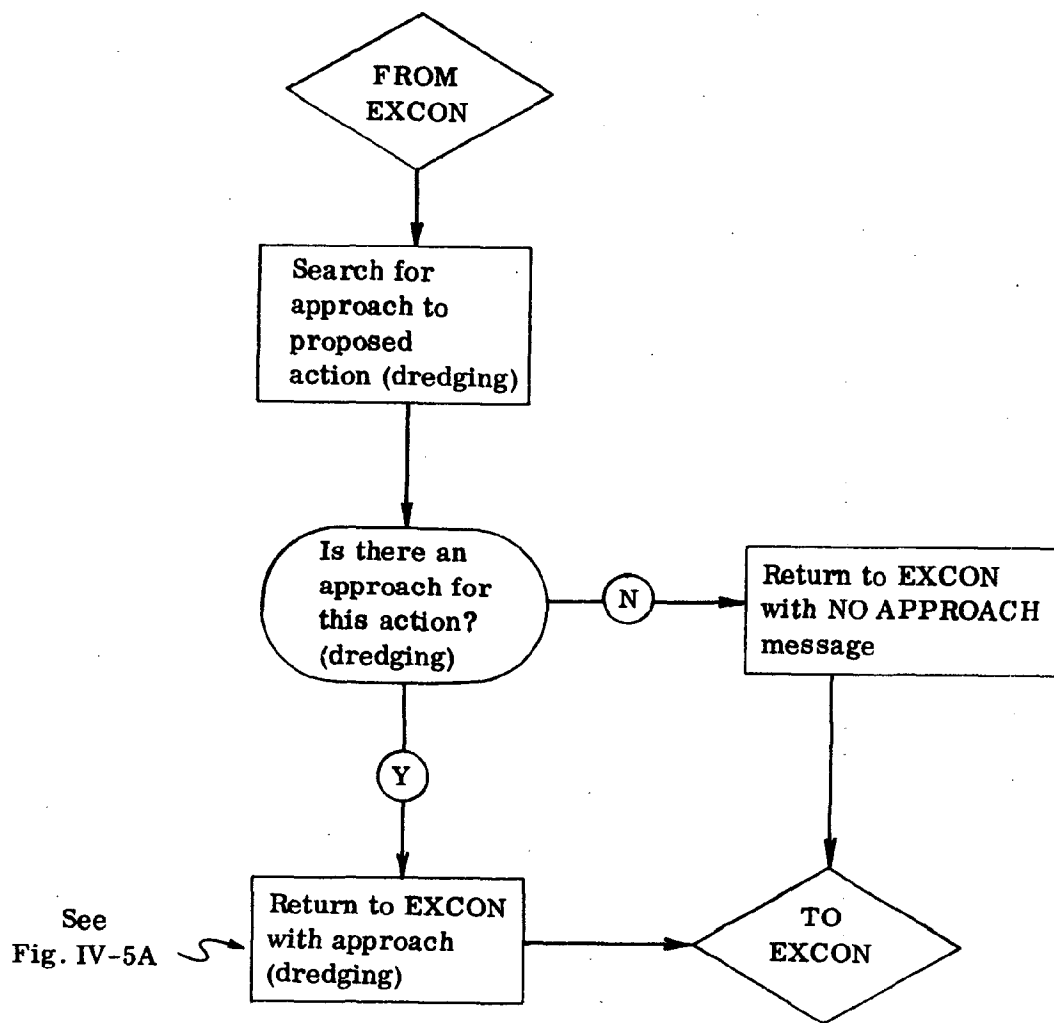 FROM
EXCON
Search for
approach to
proposed
action (dredging)
Is there an
approach for
this action?
(dredging)
N
Return to EXCON
with NO APPROACH
message
Y
See
Fig. IV-5A
Return to EXCON
with approach
(dredging)
TO
EXCON